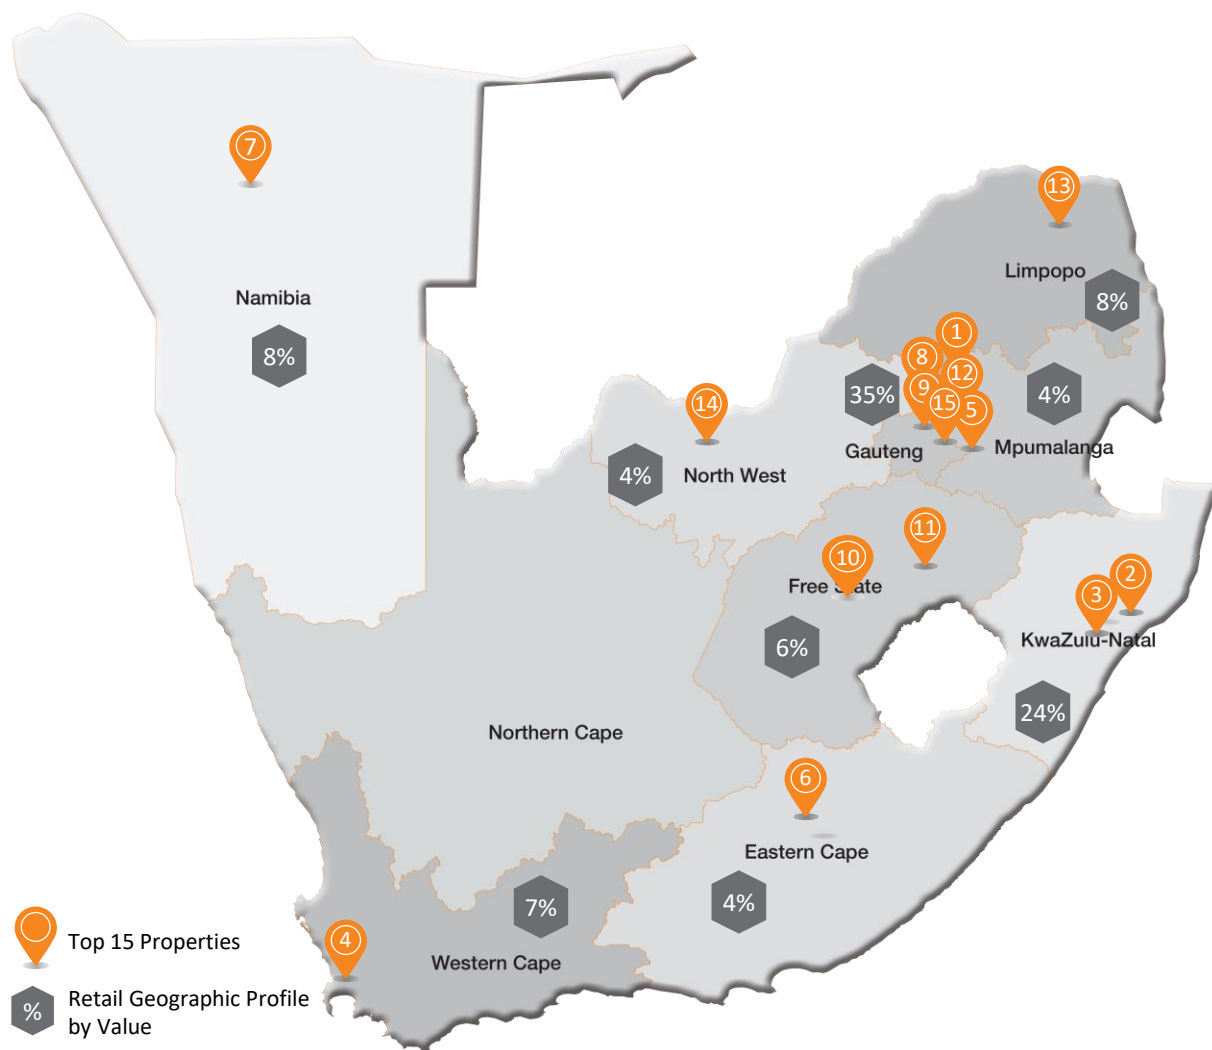 7
13
Limpopo
Namibia
8%
1
8%
8
12
35%
9
4%
14
15
5
Gauteng
Mpumalanga
4%
North West
11
10
Free State
2
3
KwaZulu-Natal
6%
24%
Northern Cape
6
Eastern Cape
7%
4%
4
Top 15 Properties
Western Cape
%
Retail Geographic Profile
by Value